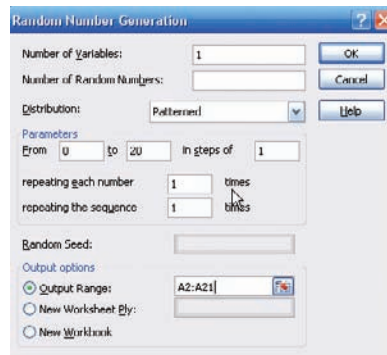 Random Number Generation
Number of Variables: 1 OK
Number of Random Numbers: Cancel
Distribution: Patterned Help
Parameters
From 0 to 20 in steps of 1
repeating each number 1 times
repeating the sequence 1 times
Random Seed:
Output options
Output Range: A2:A21
New Worksheet Ply:
New Workbook